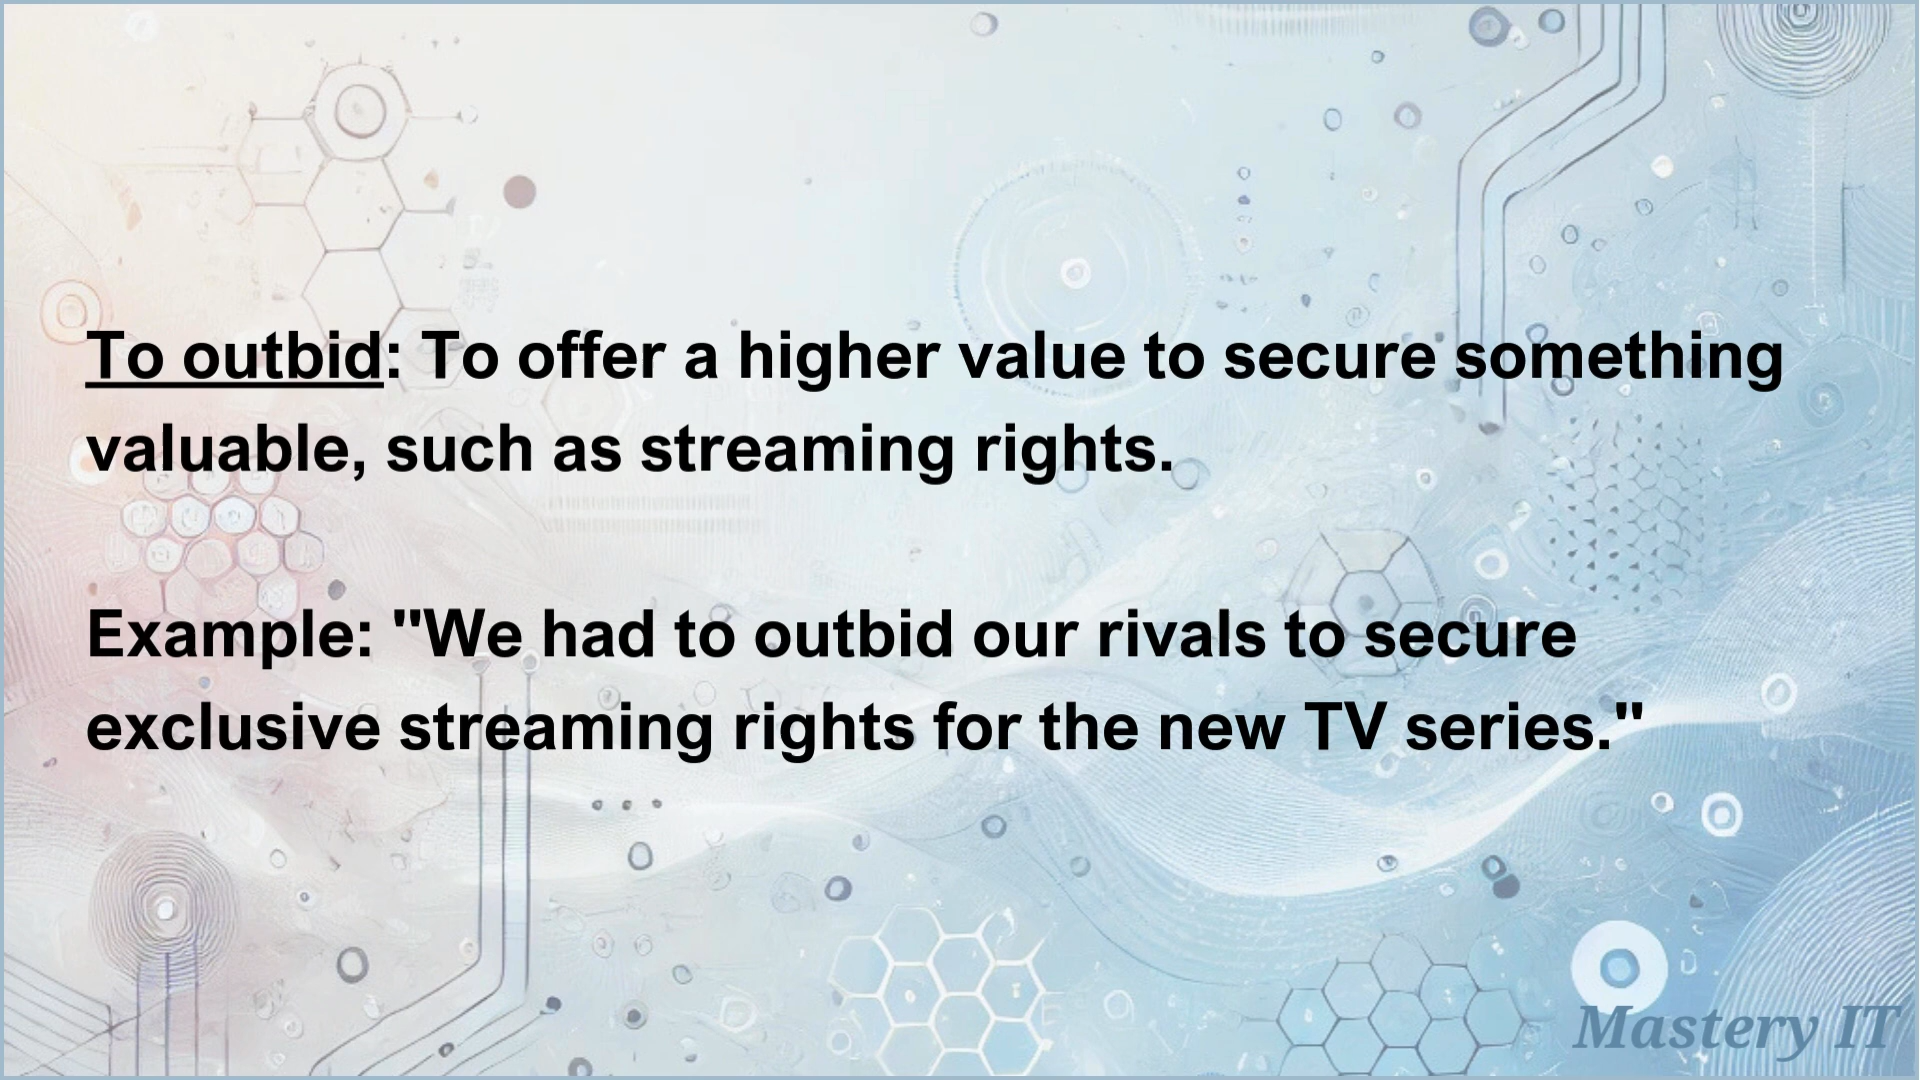 To outbid: To offer a higher value to secure something
valuable, such as streaming rights.
Example: "We had to outbid our rivals to secure
exclusive streaming rights for the new TV series."
Mastery IT